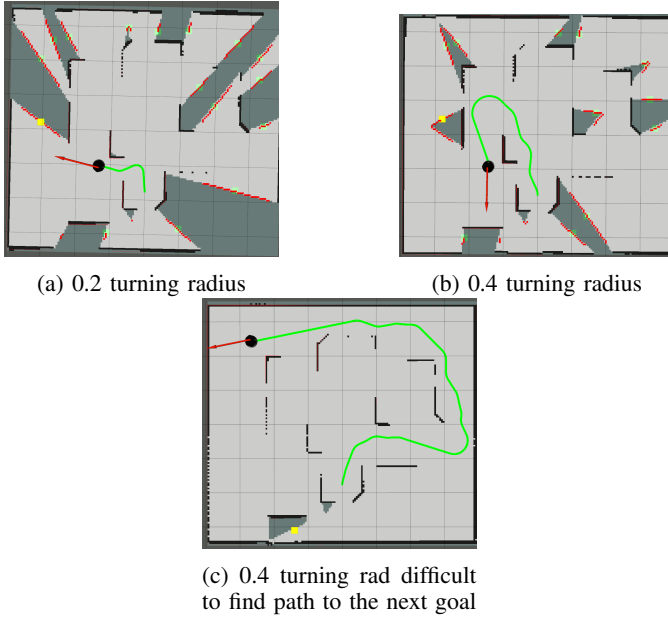 (a) 0.2 turning radius
(b) 0.4 turning radius
(c) 0.4 turning rad difficult
to find path to the next goal